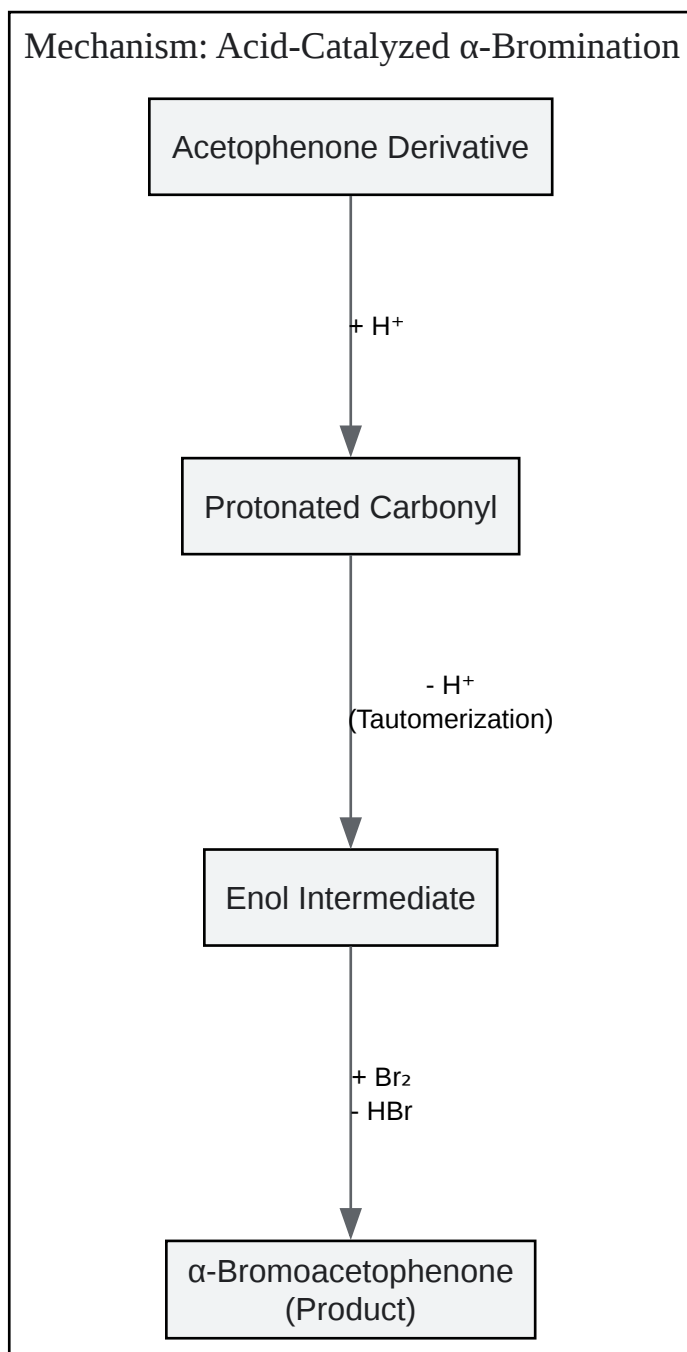 Mechanism: Acid-Catalyzed α-Bromination
Acetophenone Derivative
+ H⁺
Protonated Carbonyl
- H⁺
(Tautomerization)
Enol Intermediate
+ Br₂
- HBr
α-Bromoacetophenone
(Product)